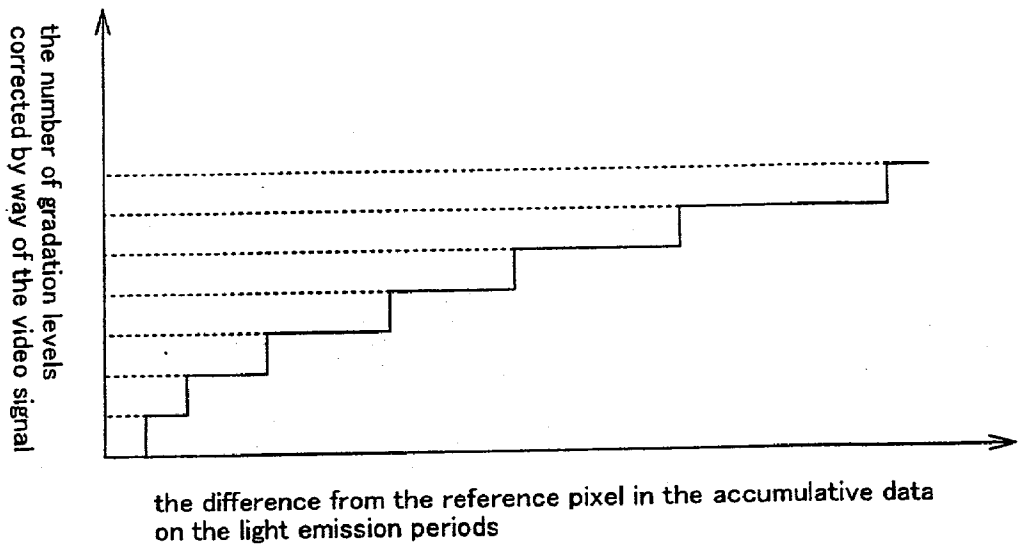 the number of gradation levels
corrected by way of the video signal
the difference from the reference pixel in the accumulative data
on the light emission periods